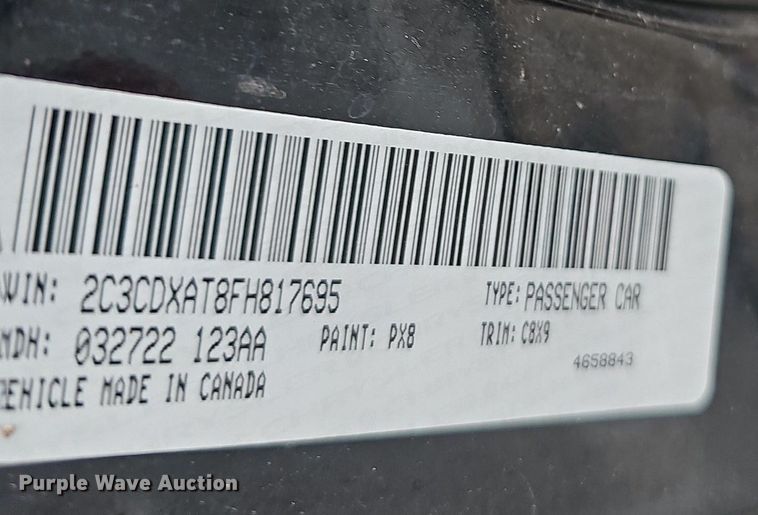 VIN: 2C3CDXAT8FH817695 TYPE: PASSENGER CAR
MDH: 032722 123AA PAINT: PX8 TRIM: C8X9
VEHICLE MADE IN CANADA 4658843
Purple Wave Auction